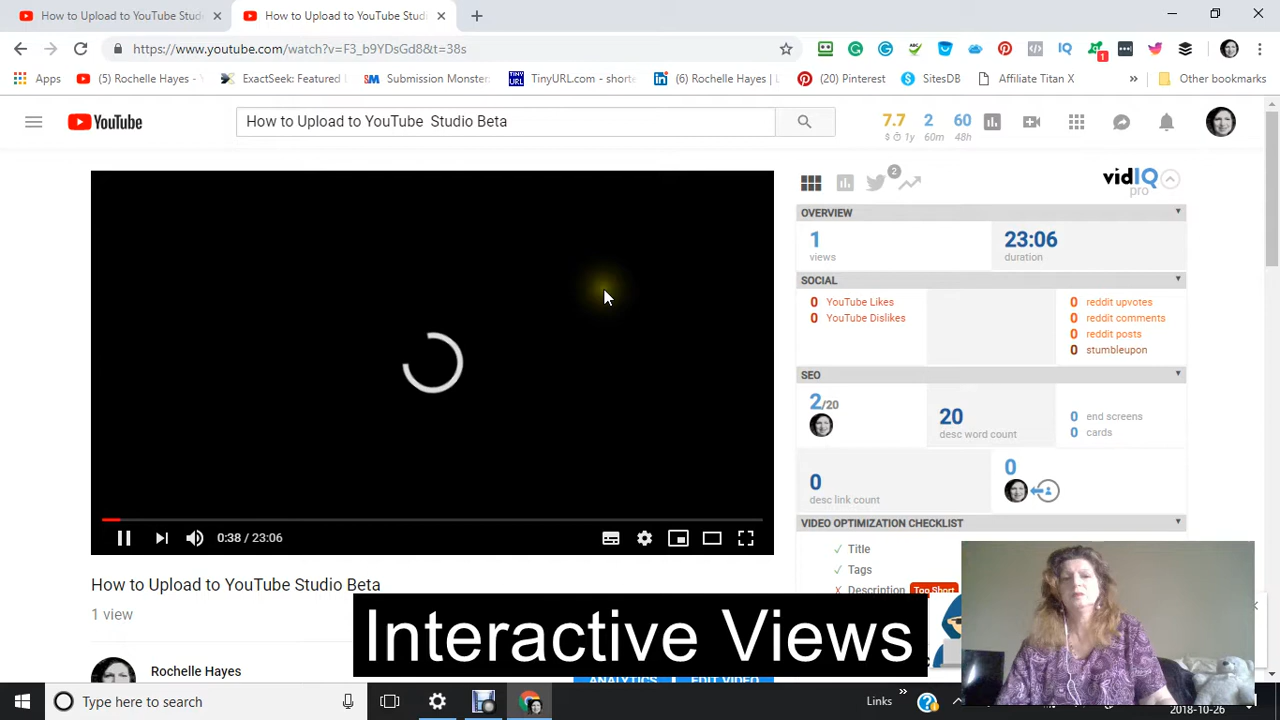 How to Upload to YouTube Studi
How to Upload to YouTube Studi
https://www.youtube.com/watch?v=F3_b9YDsGd8&t=38s
Apps
(5) Rochelle Hayes -
ExactSeek: Featured
Submission Monster
TinyURL.com - shorte
(6) Rochelle Hayes |
(20) Pinterest
SitesDB
Affiliate Titan X
»
Other bookmarks
YouTube
How to Upload to YouTube Studio Beta
7.7 2 60
$ 1y 60m 48h
2
vidIQ
pro
OVERVIEW
1
views
23:06
duration
SOCIAL
0 YouTube Likes
0 YouTube Dislikes
0 reddit upvotes
0 reddit comments
0 reddit posts
0 stumbleupon
SEO
2/20
20
desc word count
0 end screens
0 cards
0
desc link count
0
VIDEO OPTIMIZATION CHECKLIST
✓ Title
✓ Tags
X Description Too Short
0:38 / 23:06
How to Upload to YouTube Studio Beta
1 view
Interactive Views
Rochelle Hayes
ANALYTICS
EDIT VIDEO
Type here to search
Links
»
2018-10-26